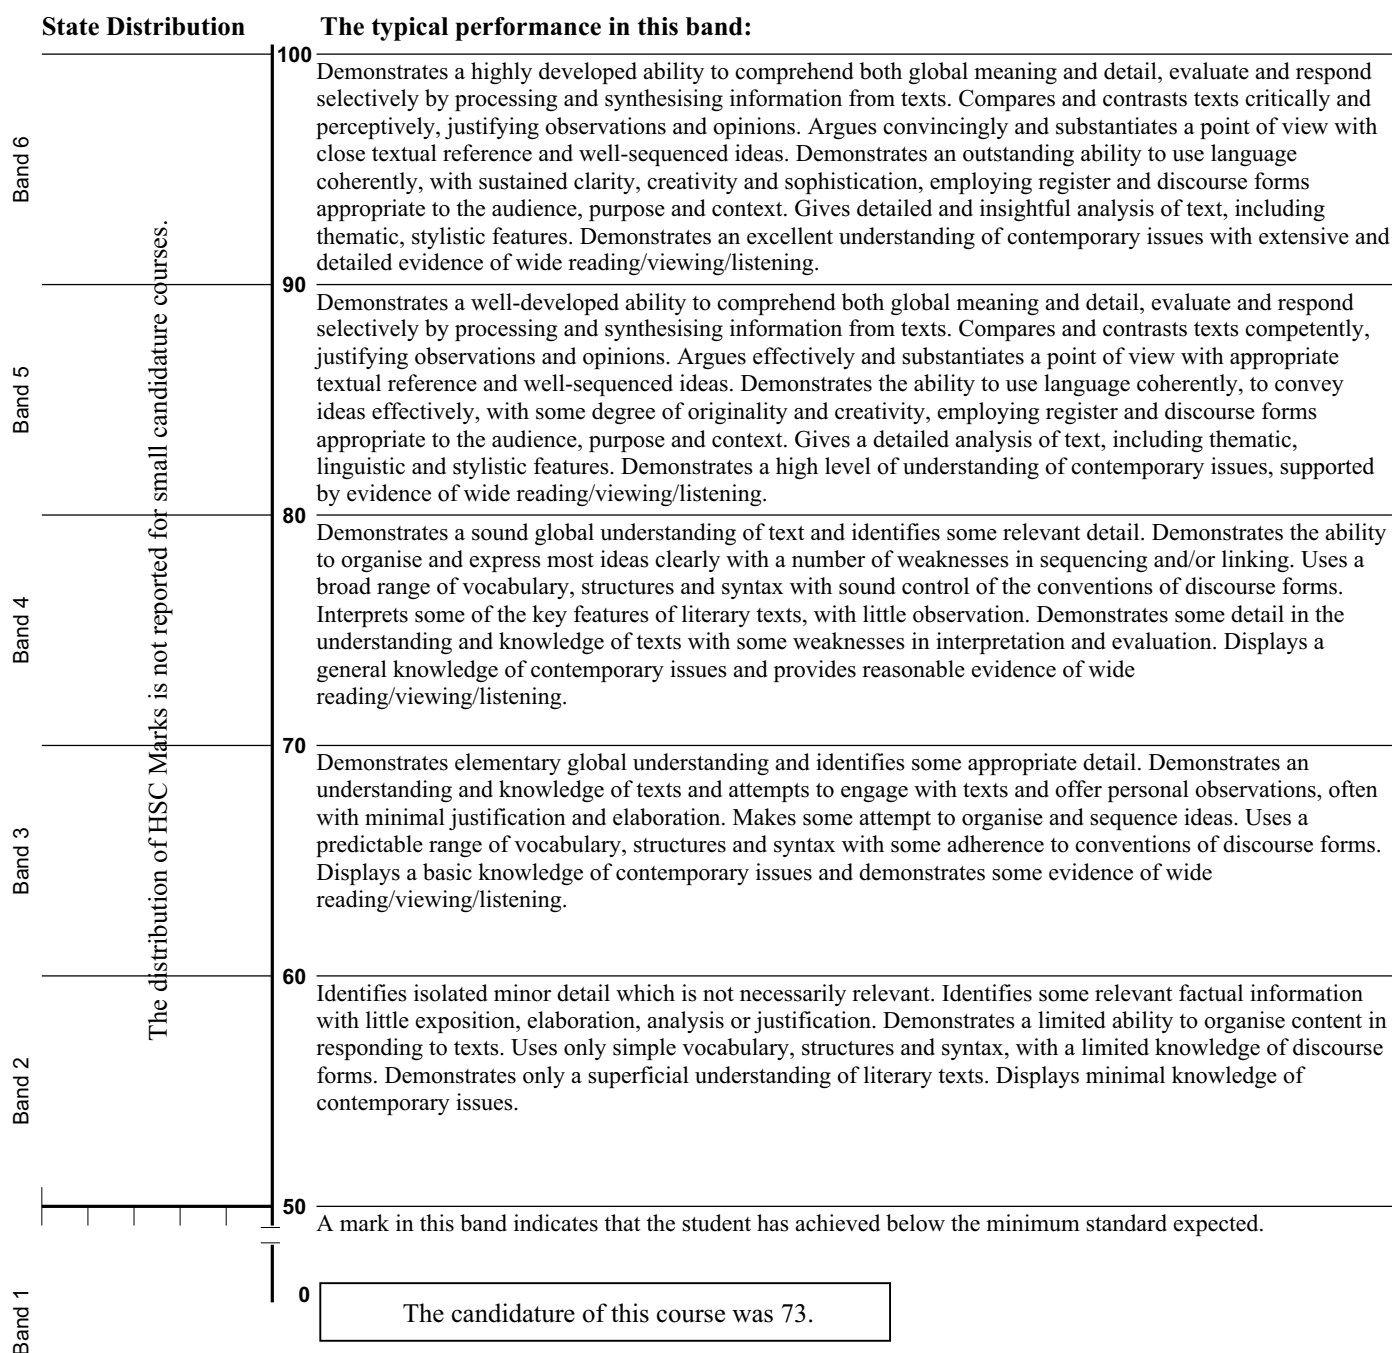 State Distribution
The typical performance in this band:
100
Band 6
Demonstrates a highly developed ability to comprehend both global meaning and detail, evaluate and respond
selectively by processing and synthesising information from texts. Compares and contrasts texts critically and
perceptively, justifying observations and opinions. Argues convincingly and substantiates a point of view with
close textual reference and well-sequenced ideas. Demonstrates an outstanding ability to use language
coherently, with sustained clarity, creativity and sophistication, employing register and discourse forms
appropriate to the audience, purpose and context. Gives detailed and insightful analysis of text, including
thematic, stylistic features. Demonstrates an excellent understanding of contemporary issues with extensive and
detailed evidence of wide reading/viewing/listening.
The distribution of HSC Marks is not reported for small candidature courses.
90
Band 5
Demonstrates a well-developed ability to comprehend both global meaning and detail, evaluate and respond
selectively by processing and synthesising information from texts. Compares and contrasts texts competently,
justifying observations and opinions. Argues effectively and substantiates a point of view with appropriate
textual reference and well-sequenced ideas. Demonstrates the ability to use language coherently, to convey
ideas effectively, with some degree of originality and creativity, employing register and discourse forms
appropriate to the audience, purpose and context. Gives a detailed analysis of text, including thematic,
linguistic and stylistic features. Demonstrates a high level of understanding of contemporary issues, supported
by evidence of wide reading/viewing/listening.
80
Band 4
Demonstrates a sound global understanding of text and identifies some relevant detail. Demonstrates the ability
to organise and express most ideas clearly with a number of weaknesses in sequencing and/or linking. Uses a
broad range of vocabulary, structures and syntax with sound control of the conventions of discourse forms.
Interprets some of the key features of literary texts, with little observation. Demonstrates some detail in the
understanding and knowledge of texts with some weaknesses in interpretation and evaluation. Displays a
general knowledge of contemporary issues and provides reasonable evidence of wide
reading/viewing/listening.
70
Band 3
Demonstrates elementary global understanding and identifies some appropriate detail. Demonstrates an
understanding and knowledge of texts and attempts to engage with texts and offer personal observations, often
with minimal justification and elaboration. Makes some attempt to organise and sequence ideas. Uses a
predictable range of vocabulary, structures and syntax with some adherence to conventions of discourse forms.
Displays a basic knowledge of contemporary issues and demonstrates some evidence of wide
reading/viewing/listening.
60
Band 2
Identifies isolated minor detail which is not necessarily relevant. Identifies some relevant factual information
with little exposition, elaboration, analysis or justification. Demonstrates a limited ability to organise content in
responding to texts. Uses only simple vocabulary, structures and syntax, with a limited knowledge of discourse
forms. Demonstrates only a superficial understanding of literary texts. Displays minimal knowledge of
contemporary issues.
50
A mark in this band indicates that the student has achieved below the minimum standard expected.
Band 1
0
The candidature of this course was 73.